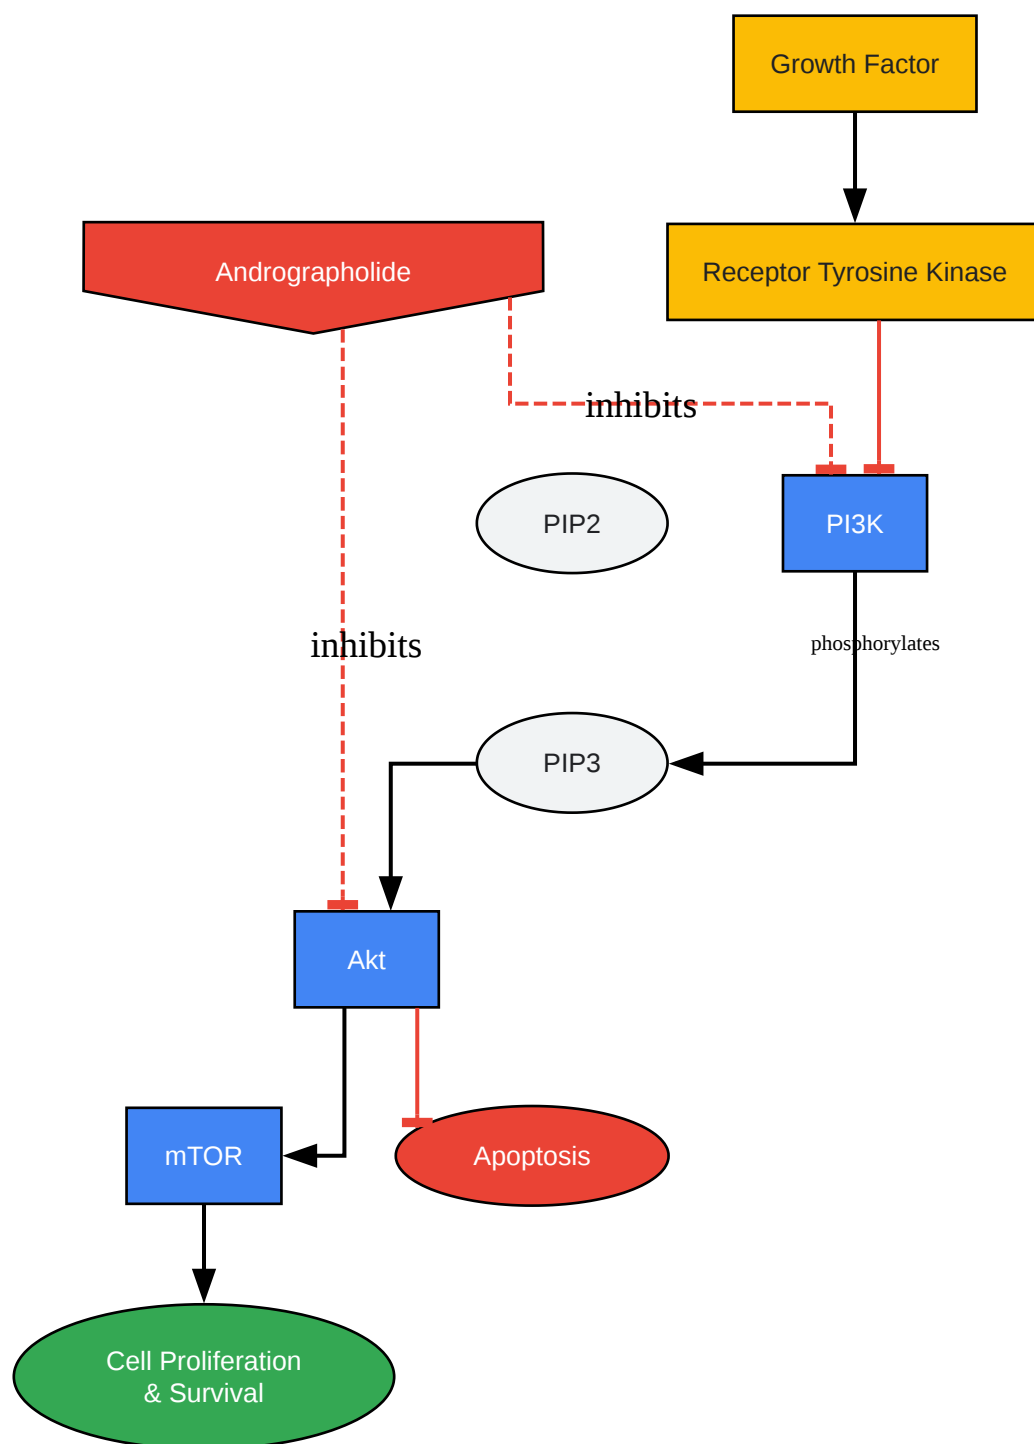 Growth Factor
Andrographolide
Receptor Tyrosine Kinase
inhibits
PIP2
PI3K
inhibits
phosphorylates
PIP3
Akt
mTOR
Apoptosis
Cell Proliferation
& Survival